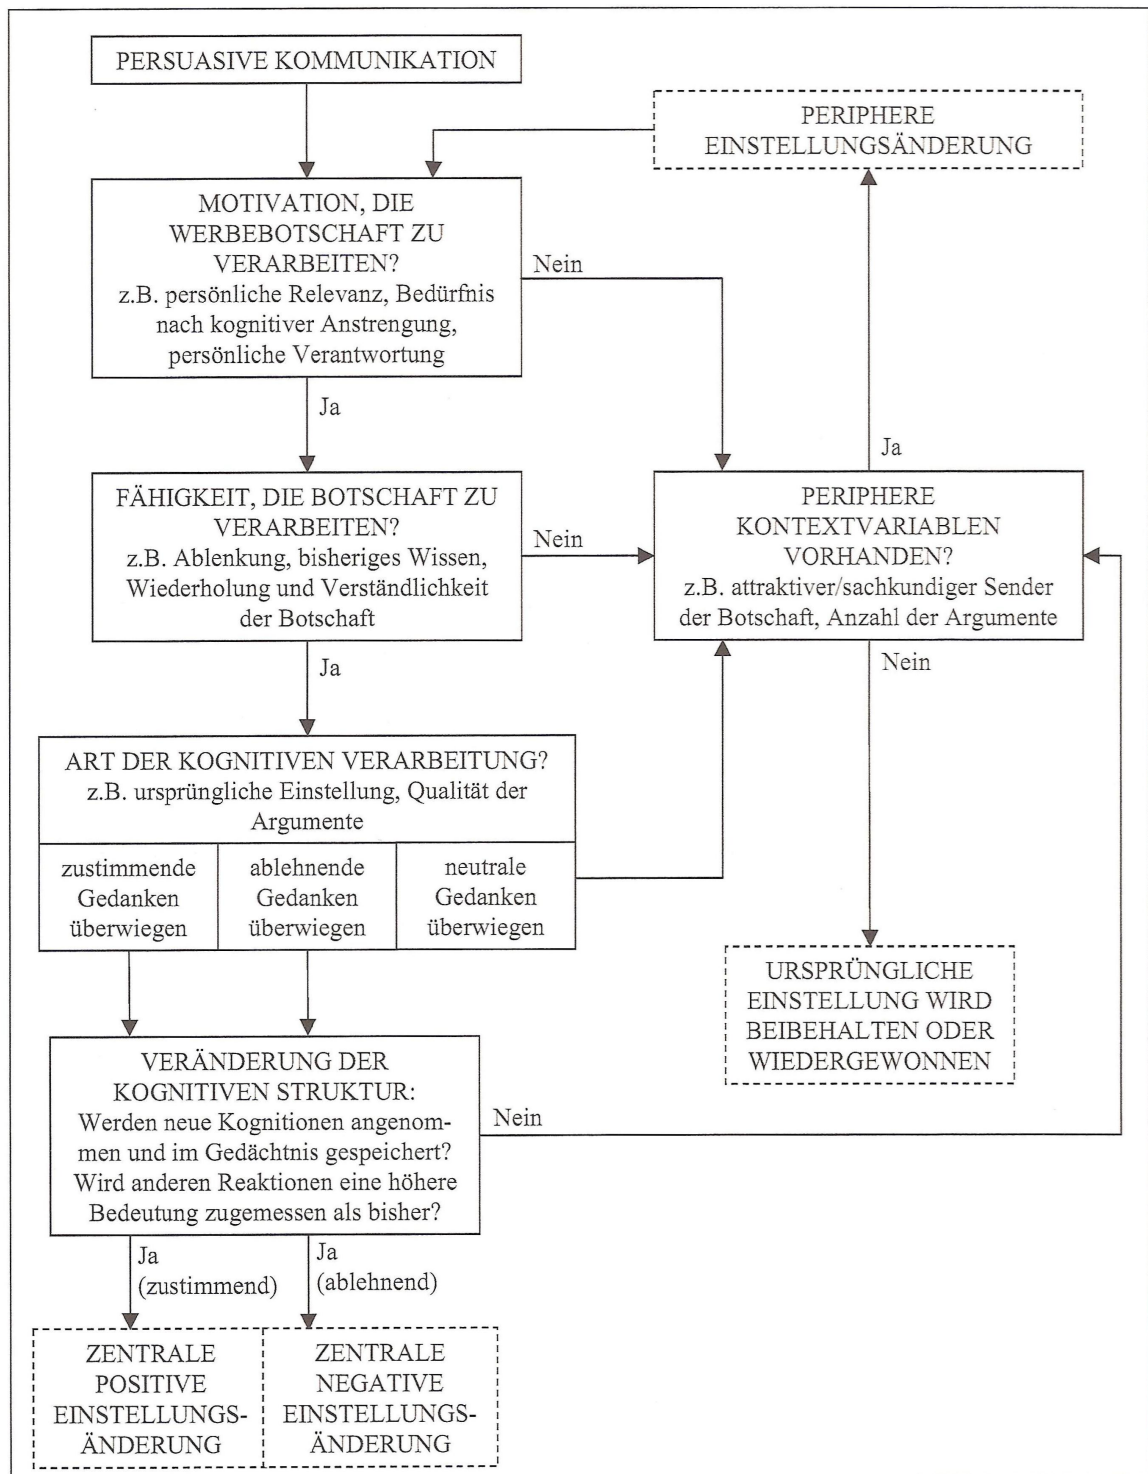 PERSUASIVE KOMMUNIKATION
PERIPHERE
EINSTELLUNGSÄNDERUNG
MOTIVATION, DIE
WERBEBOTSCHAFT ZU
VERARBEITEN?
z.B. persönliche Relevanz, Bedürfnis
nach kognitiver Anstrengung,
persönliche Verantwortung
Nein
Ja
Ja
FÄHIGKEIT, DIE BOTSCHAFT ZU
VERARBEITEN?
z.B. Ablenkung, bisheriges Wissen,
Wiederholung und Verständlichkeit
der Botschaft
Nein
PERIPHERE
KONTEXTVARIABLEN
VORHANDEN?
z.B. attraktiver/sachkundiger Sender
der Botschaft, Anzahl der Argumente
Ja
Nein
ART DER KOGNITIVEN VERARBEITUNG?
z.B. ursprüngliche Einstellung, Qualität der
Argumente
zustimmende
Gedanken
überwiegen
ablehnende
Gedanken
überwiegen
neutrale
Gedanken
überwiegen
URSPRÜNGLICHE
EINSTELLUNG WIRD
BEIBEHALTEN ODER
WIEDERGEWONNEN
VERÄNDERUNG DER
KOGNITIVEN STRUKTUR:
Werden neue Kognitionen angenom-
men und im Gedächtnis gespeichert?
Wird anderen Reaktionen eine höhere
Bedeutung zugemessen als bisher?
Nein
Ja
(zustimmend)
Ja
(ablehnend)
ZENTRALE
POSITIVE
EINSTELLUNGS-
ÄNDERUNG
ZENTRALE
NEGATIVE
EINSTELLUNGS-
ÄNDERUNG